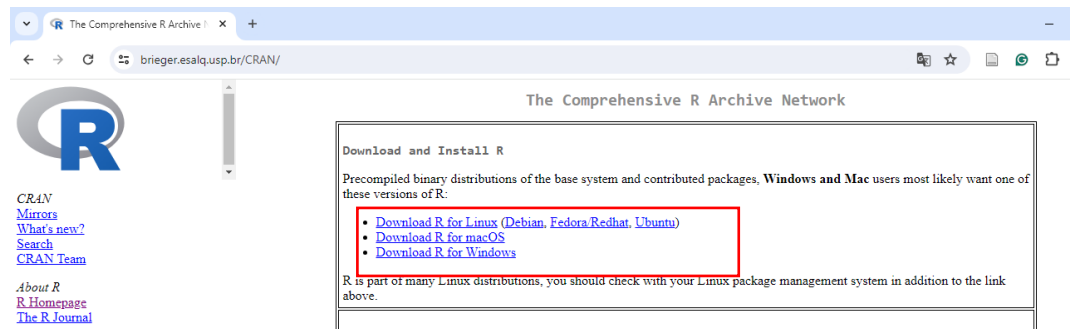 The Comprehensive R Archive N
brieger.esalq.usp.br/CRAN/
R
CRAN
Mirrors
What's new?
Search
CRAN Team
About R
R Homepage
The R Journal
The Comprehensive R Archive Network
Download and Install R
Precompiled binary distributions of the base system and contributed packages, Windows and Mac users most likely want one of
these versions of R:
Download R for Linux (Debian, Fedora/Redhat, Ubuntu)
Download R for macOS
Download R for Windows
R is part of many Linux distributions, you should check with your Linux package management system in addition to the link
above.